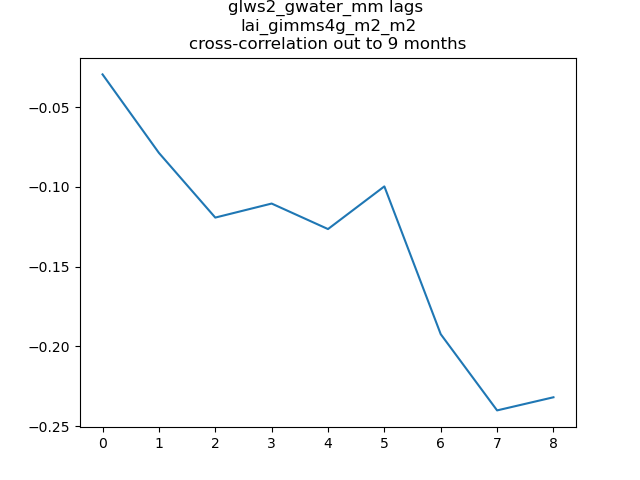 glws2_gwater_mm lags
lai_gimms4g_m2_m2
cross-correlation out to 9 months
−0.05
−0.10
−0.15
−0.20
−0.25
0 1 2 3 4 5 6 7 8